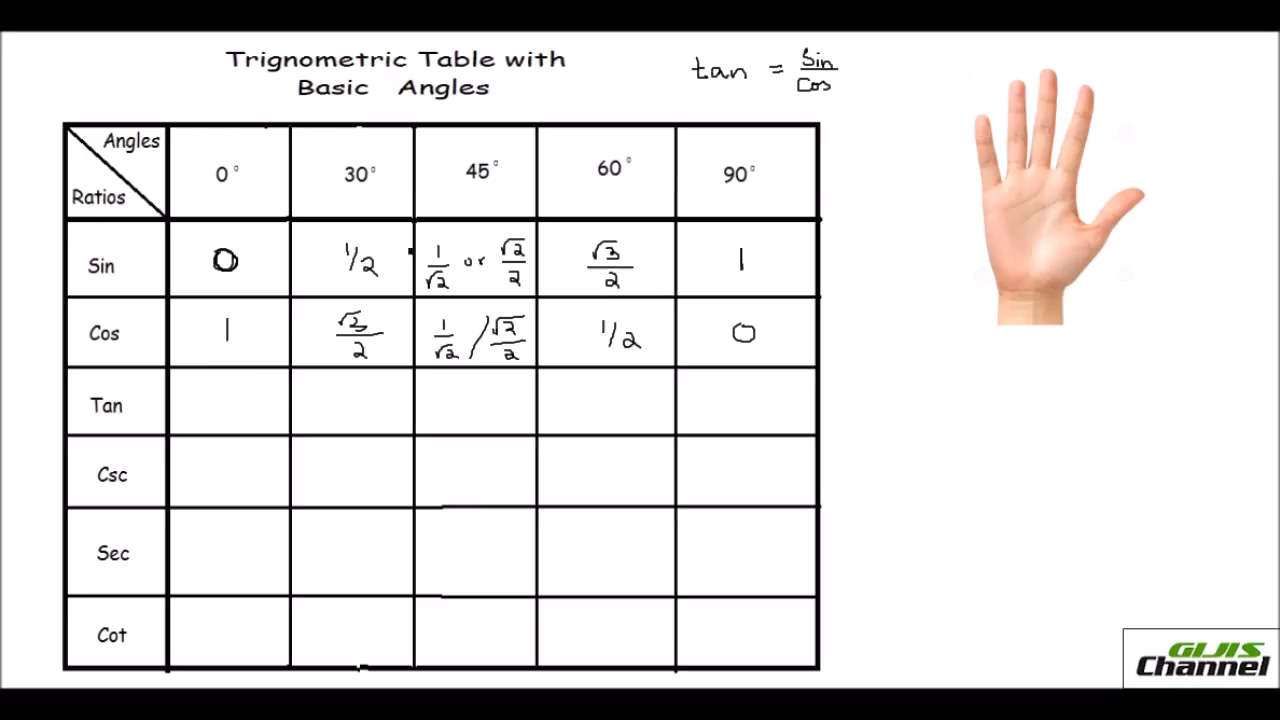 Trignometric Table with
Basic Angles
tan = Sin/Cos
Angles
Ratios
0° 30° 45° 60° 90°
Sin 0 1/2 1/√2 or √2/2 √3/2 1
Cos 1 √3/2 1/√2 / √2/2 1/2 0
Tan
Csc
Sec
Cot
GIJIS
Channel